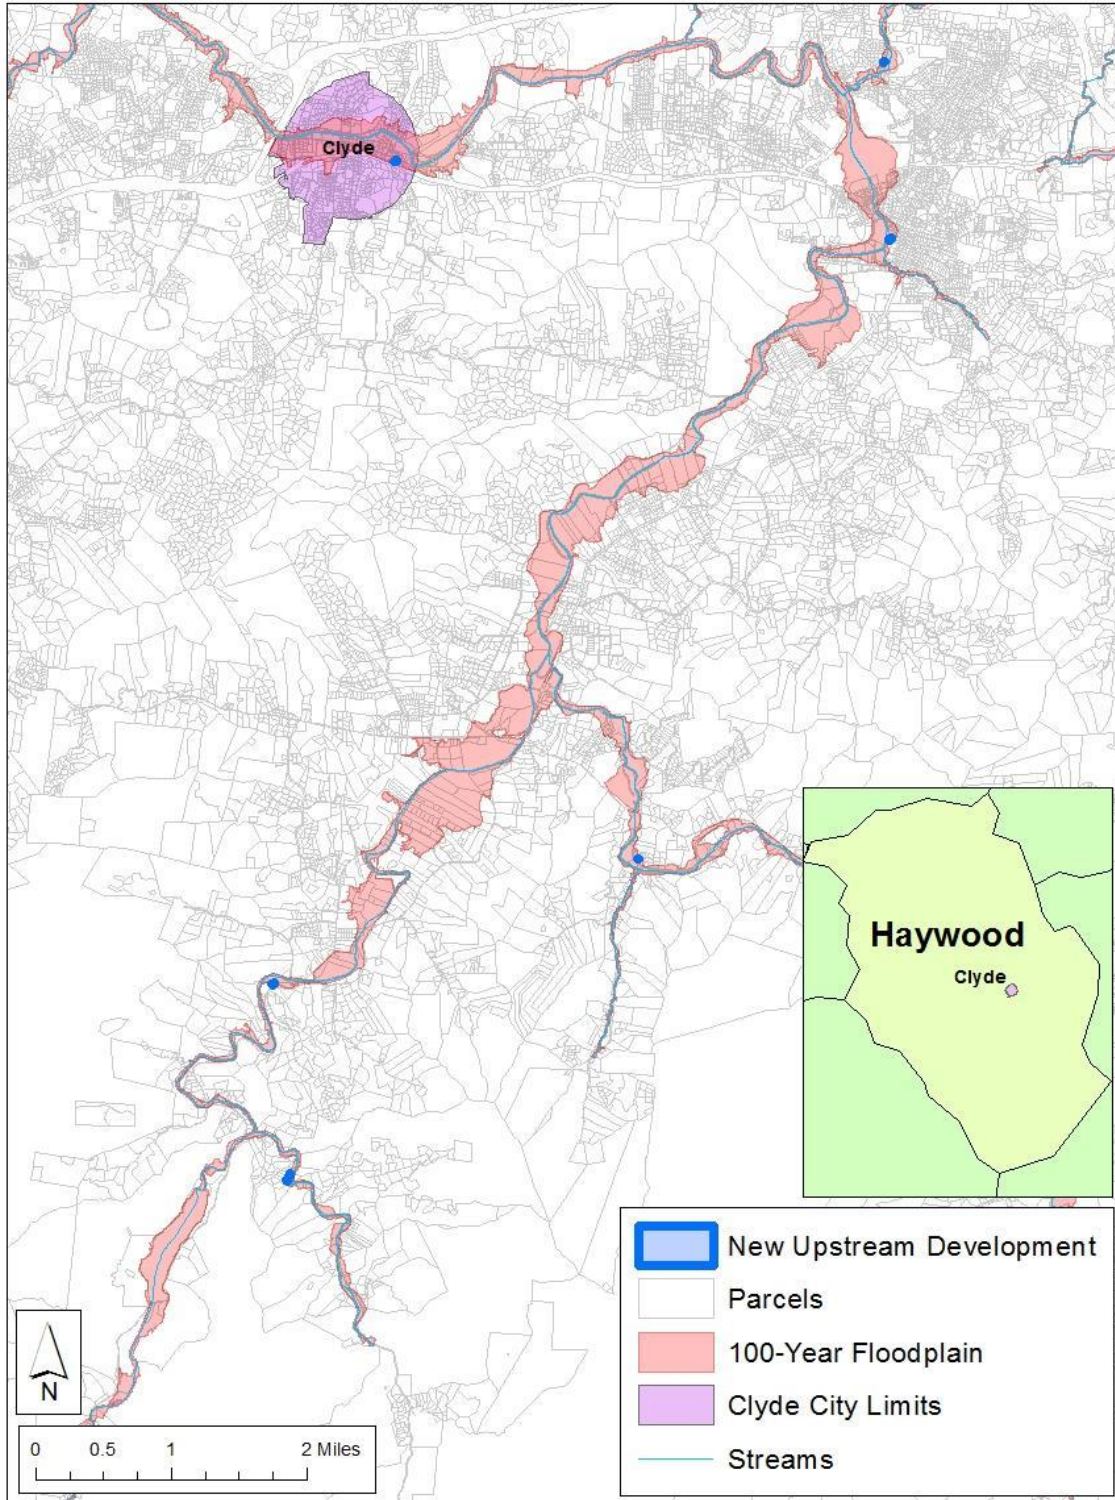 Clyde
Haywood
Clyde
New Upstream Development
Parcels
100-Year Floodplain
Clyde City Limits
Streams
N
0 0.5 1 2 Miles